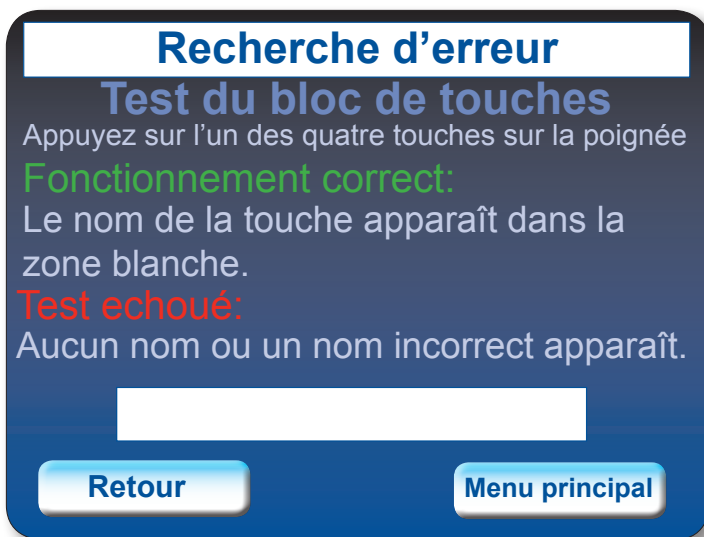 Recherche d’erreur
Test du bloc de touches
Appuyez sur l’un des quatre touches sur la poignée
Fonctionnement correct:
Le nom de la touche apparaît dans la
zone blanche.
Test echoué:
Aucun nom ou un nom incorrect apparaît.
Retour
Menu principal